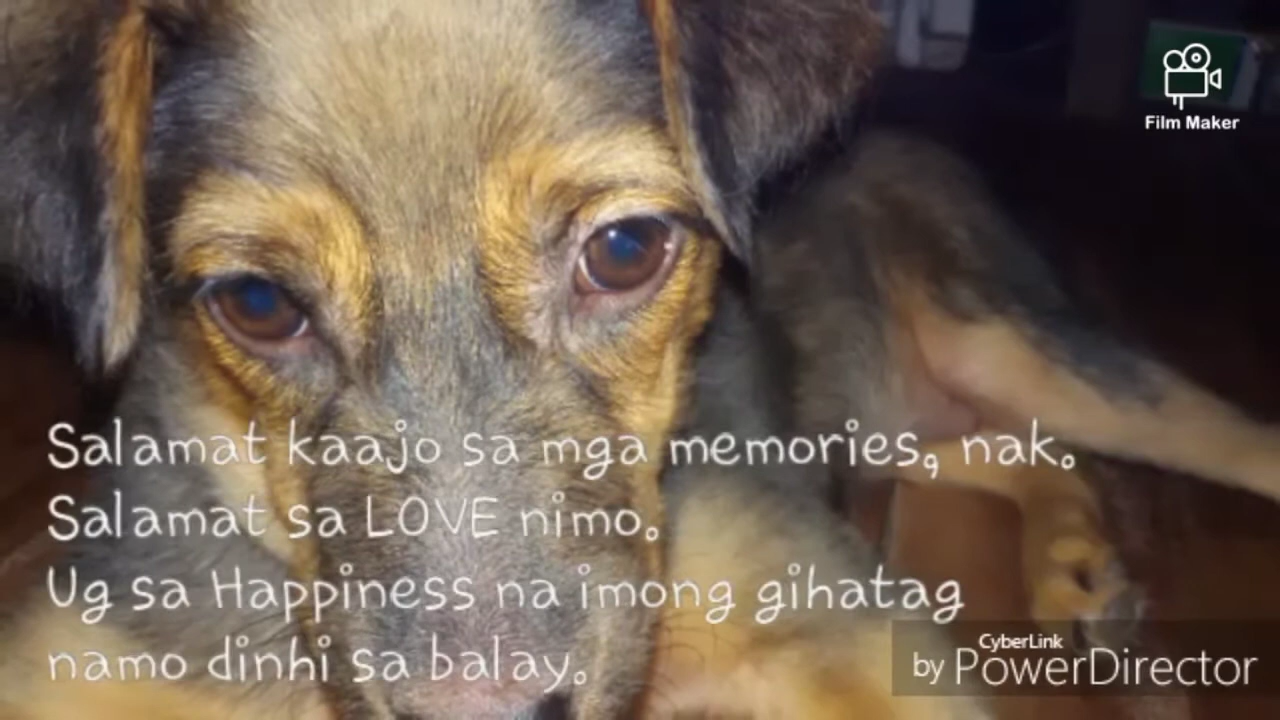 Film Maker
Salamat kaajo sa mga memories, nak.
Salamat sa LOVE nimo.
Ug sa Happiness na imong gihatag
namo dinhi sa balay.
CyberLink
by PowerDirector